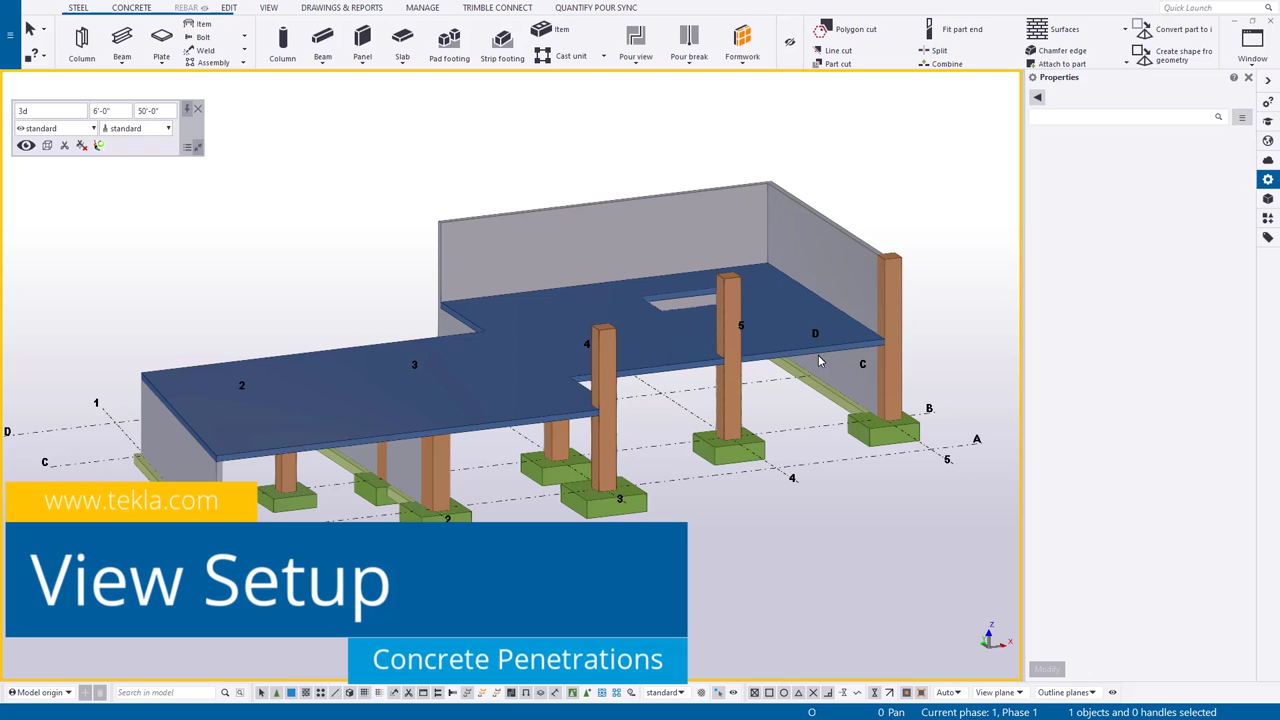 STEEL CONCRETE REBAR EDIT VIEW DRAWINGS & REPORTS MANAGE TRIMBLE CONNECT QUANTIFY POUR SYNC Quick Launch
Item
Bolt
Weld
Assembly
Column Beam Plate
Column Beam Panel Slab Pad footing Strip footing
Item
Cast unit
Pour view Pour break Formwork
Polygon cut
Line cut
Part cut
Fit part end
Split
Combine
Surfaces
Chamfer edge
Attach to part
Convert part to i
Create shape fro
geometry
Window
Properties
3d 6'-0" 50'-0"
standard standard
5
D
4
3
C
2
1
B
D
A
C
5
4
3
2
www.tekla.com
View Setup
Concrete Penetrations
Z
X
Modify
Model origin Search in model standard Auto View plane Outline planes
O 0 Pan Current phase: 1, Phase 1 1 objects and 0 handles selected